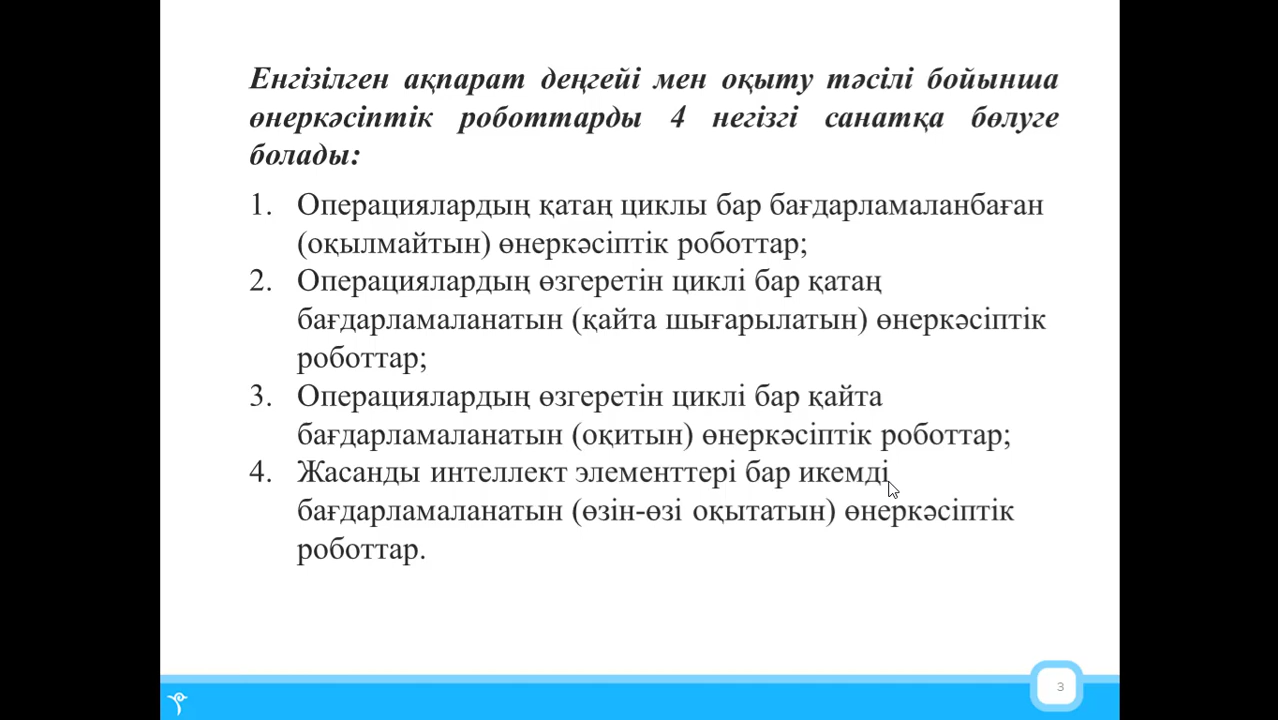 Енгізілген ақпарат деңгейі мен оқыту тәсілі бойынша
өнеркәсіптік роботтарды 4 негізгі санатқа бөлуге
болады:
1. Операциялардың қатаң циклы бар бағдарламаланбаған
(оқылмайтын) өнеркәсіптік роботтар;
2. Операциялардың өзгеретін циклі бар қатаң
бағдарламаланатын (қайта шығарылатын) өнеркәсіптік
роботтар;
3. Операциялардың өзгеретін циклі бар қайта
бағдарламаланатын (оқитын) өнеркәсіптік роботтар;
4. Жасанды интеллект элементтері бар икемді
бағдарламаланатын (өзін-өзі оқытатын) өнеркәсіптік
роботтар.
3